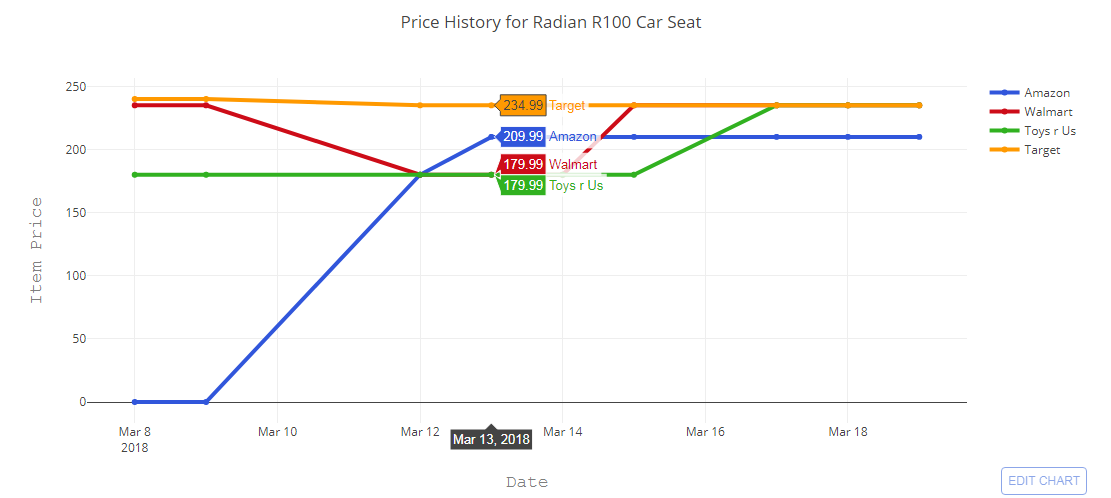 Price History for Radian R100 Car Seat
250
200
150
100
50
0
Item Price
234.99 Target
209.99 Amazon
179.99 Walmart
179.99 Toys r Us
Amazon
Walmart
Toys r Us
Target
Mar 8 Mar 10 Mar 12 Mar 14 Mar 16 Mar 18
2018
Mar 13, 2018
Date
EDIT CHART